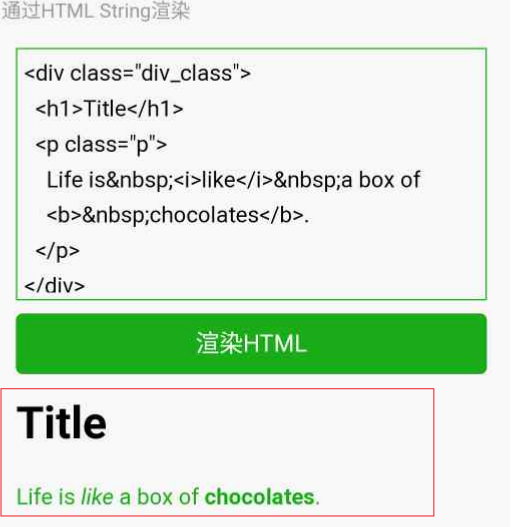 通过HTML String渲染
<div class="div_class">
<h1>Title</h1>
<p class="p">
Life is&nbsp;<i>like</i>&nbsp;a box of
<b>&nbsp;chocolates</b>.
</p>
</div>
渲染HTML
Title
Life is like a box of chocolates.